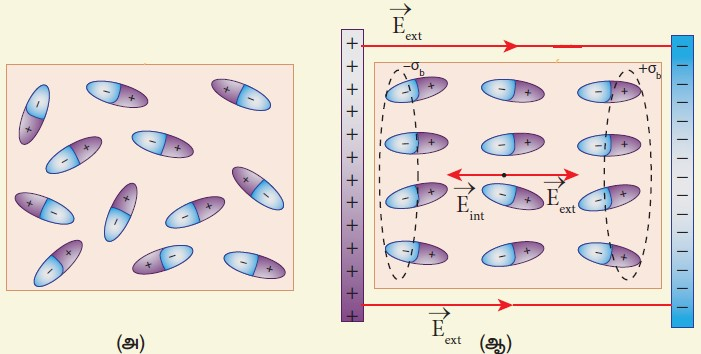 E_ext
−σ_b
+σ_b
E_int
E_ext
E_ext
(அ)
(ஆ)